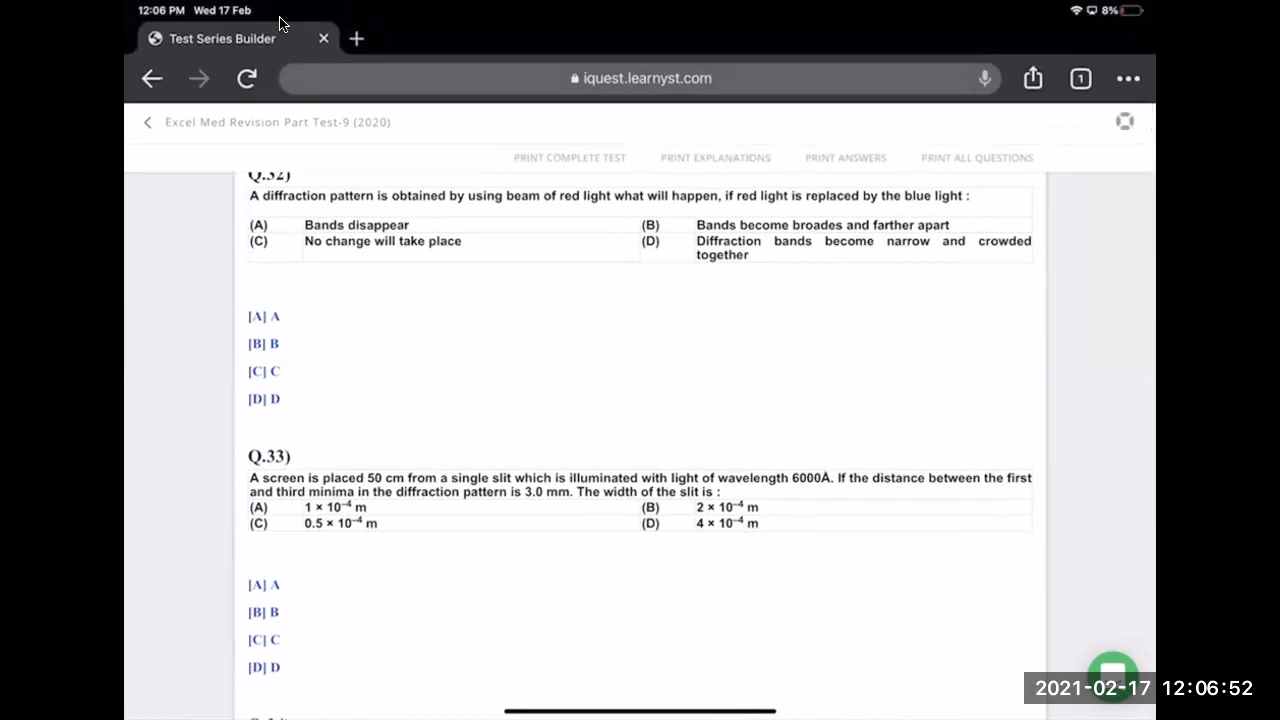 12:06 PM Wed 17 Feb
8%
Test Series Builder
iquest.learnyst.com
1
Excel Med Revision Part Test-9 (2020)
PRINT COMPLETE TEST PRINT EXPLANATIONS PRINT ANSWERS PRINT ALL QUESTIONS
Q.32)
A diffraction pattern is obtained by using beam of red light what will happen, if red light is replaced by the blue light :
(A) Bands disappear (B) Bands become broades and farther apart
(C) No change will take place (D) Diffraction bands become narrow and crowded
together
[A] A
[B] B
[C] C
[D] D
Q.33)
A screen is placed 50 cm from a single slit which is illuminated with light of wavelength 6000Å. If the distance between the first
and third minima in the diffraction pattern is 3.0 mm. The width of the slit is :
(A) 1 × 10⁻⁴ m (B) 2 × 10⁻⁴ m
(C) 0.5 × 10⁻⁴ m (D) 4 × 10⁻⁴ m
[A] A
[B] B
[C] C
[D] D
2021-02-17 12:06:52